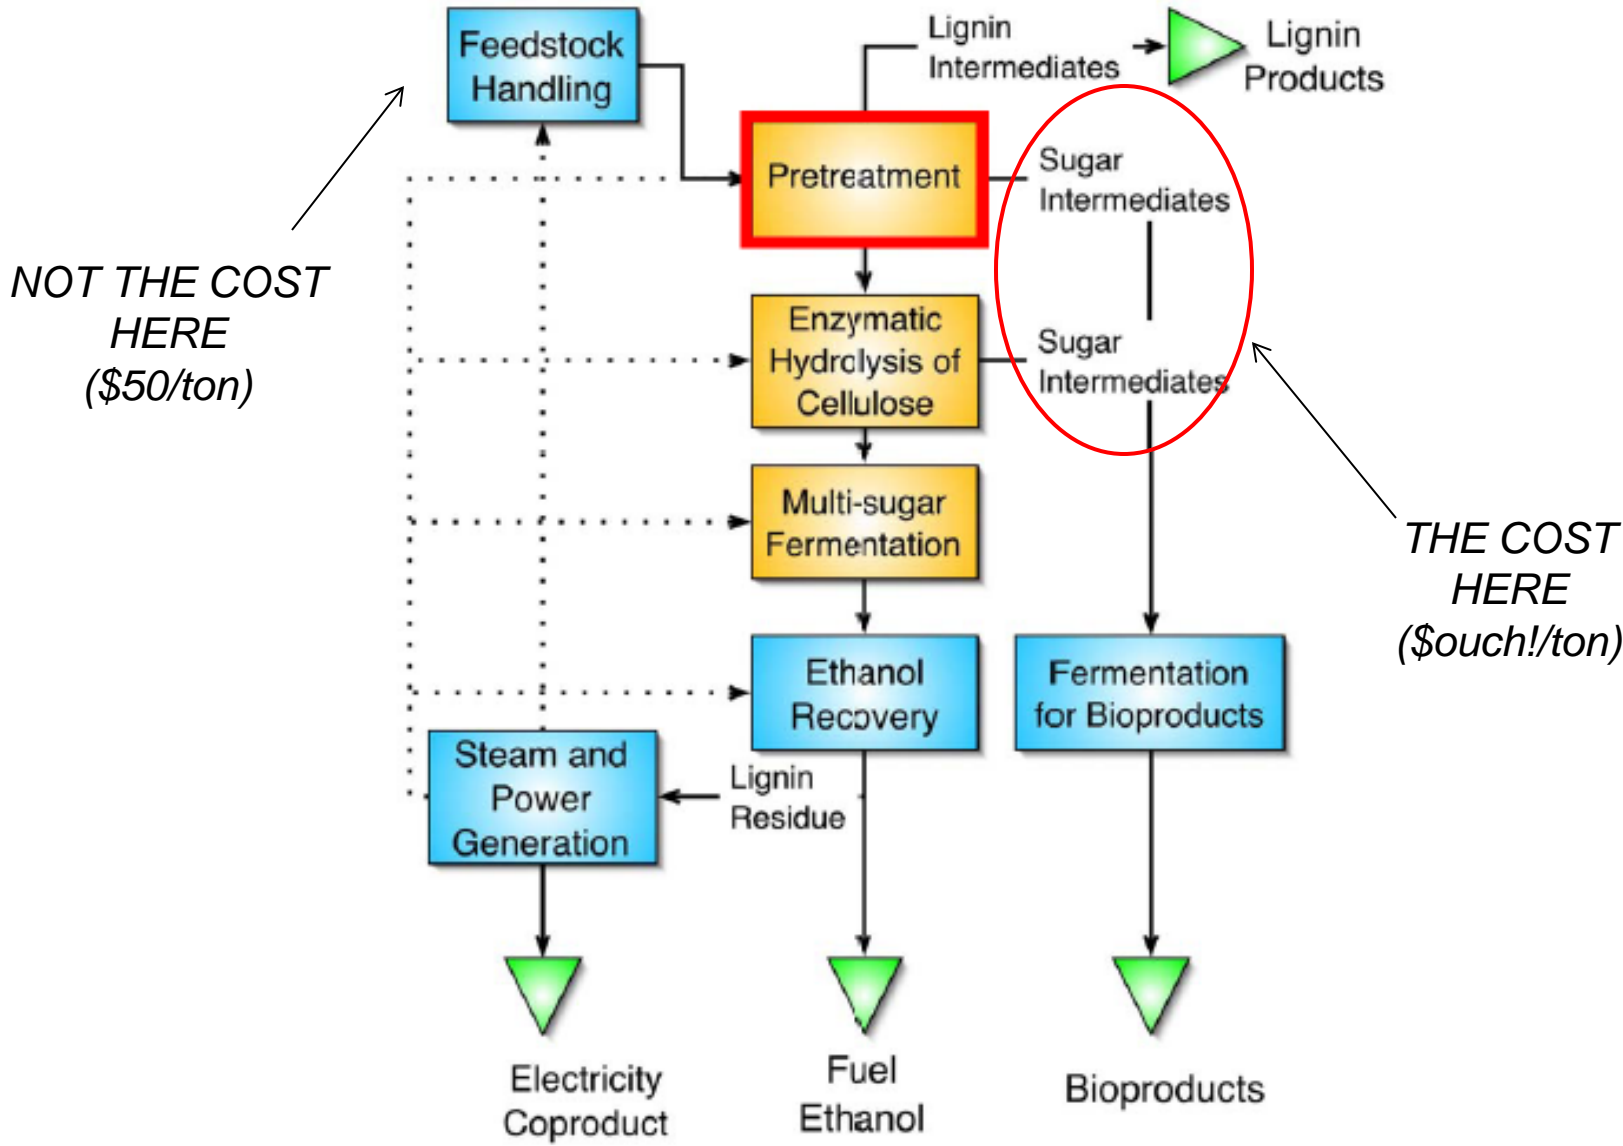 Feedstock
Handling
Lignin
Intermediates
Lignin
Products
Pretreatment
Sugar
Intermediates
NOT THE COST
HERE
($50/ton)
Enzymatic
Hydrolysis of
Cellulose
Sugar
Intermediates
Multi-sugar
Fermentation
THE COST
HERE
($ouch!/ton)
Ethanol
Recovery
Fermentation
for Bioproducts
Steam and
Power
Generation
Lignin
Residue
Electricity
Coproduct
Fuel
Ethanol
Bioproducts